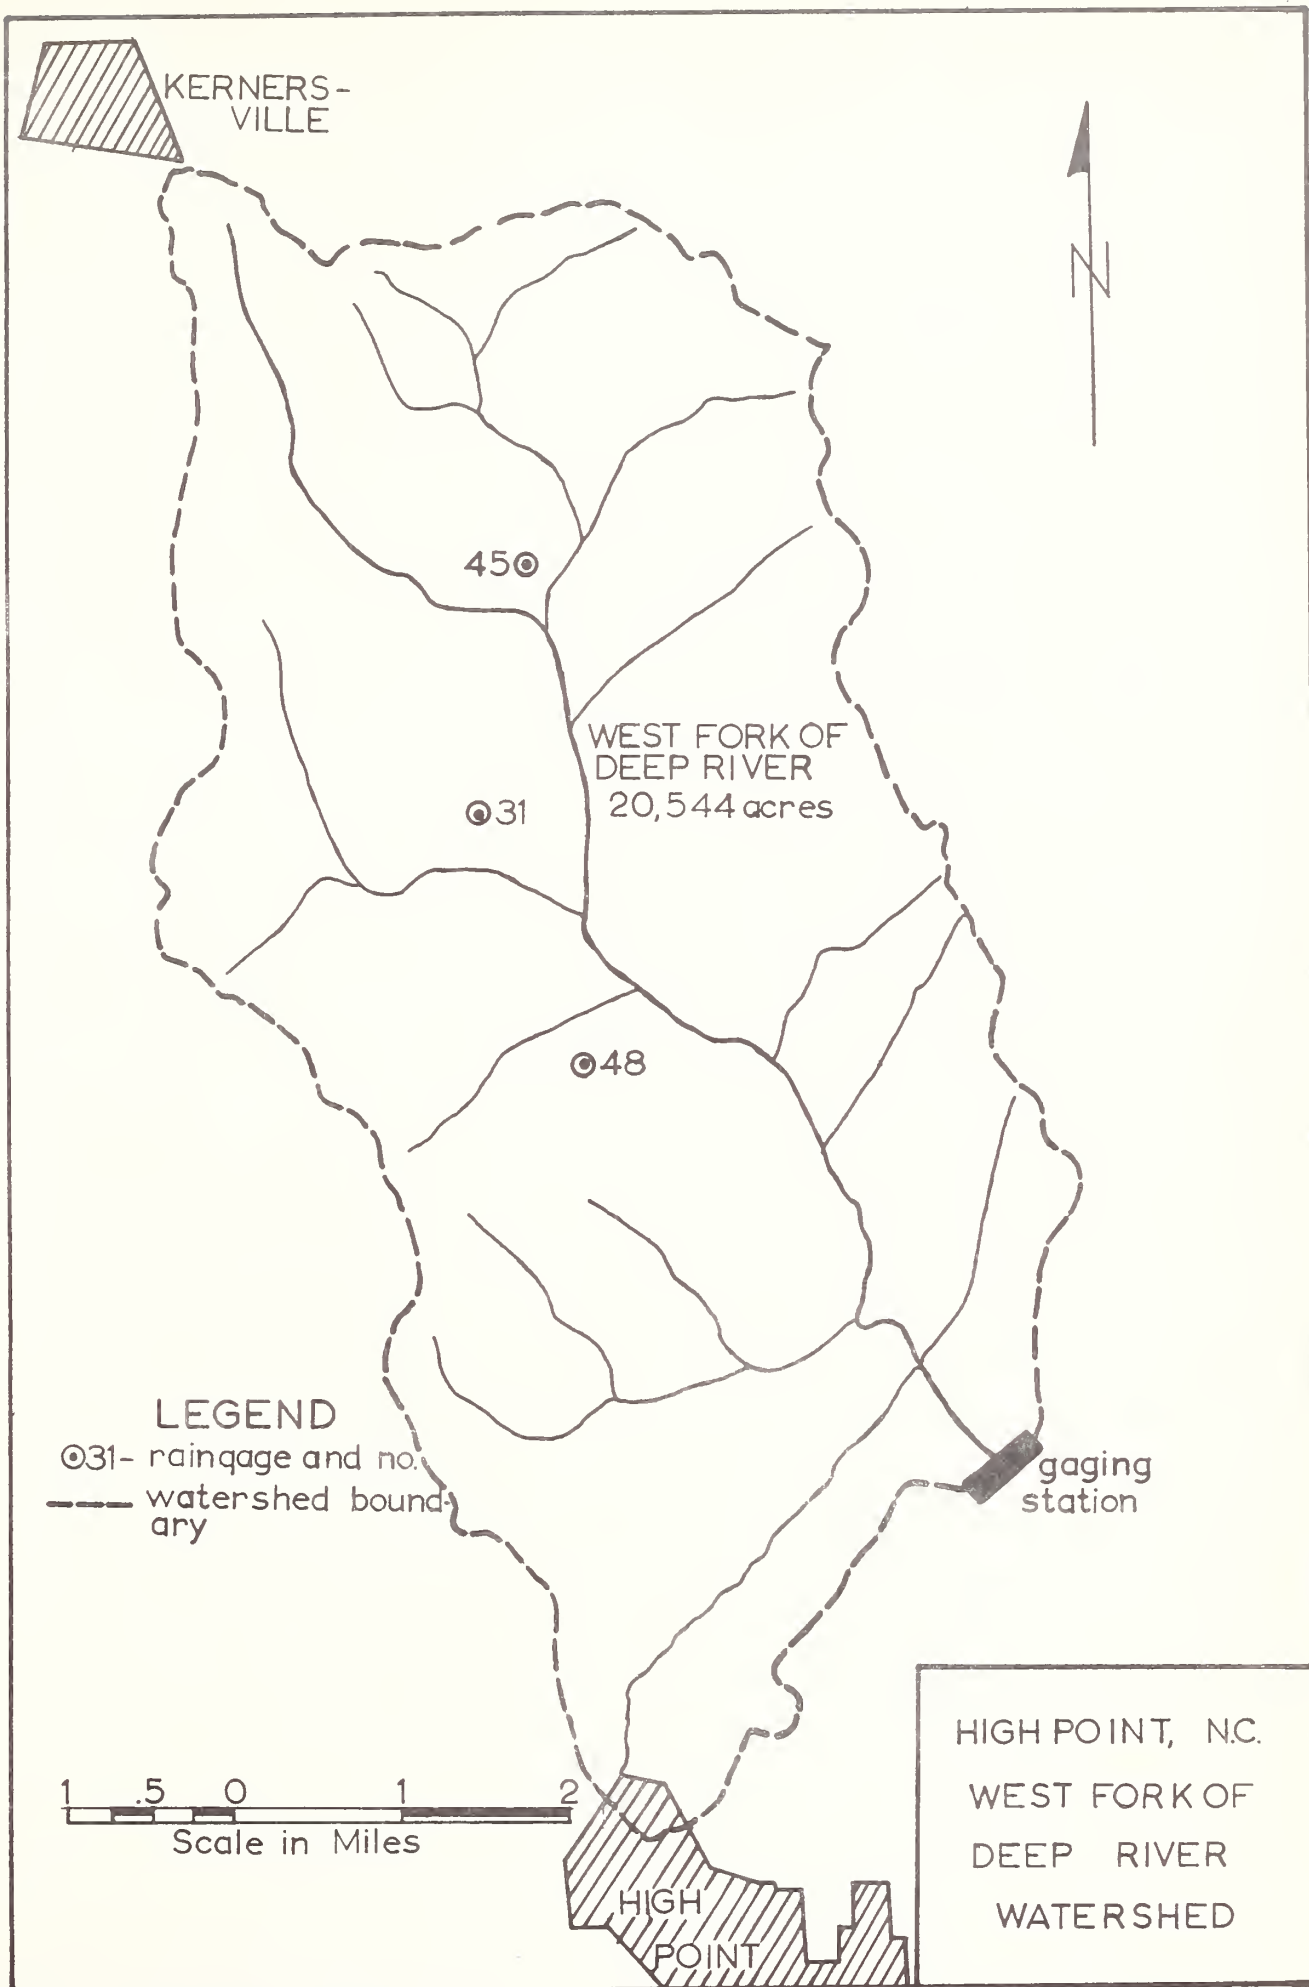 KERNERS-
VILLE
N
45
WEST FORK OF
DEEP RIVER
20,544 acres
31
48
LEGEND
31- raingage and no.
watershed bound-
ary
gaging
station
1 .5 0 1 2
Scale in Miles
HIGH
POINT
HIGH POINT, N.C.
WEST FORK OF
DEEP RIVER
WATERSHED